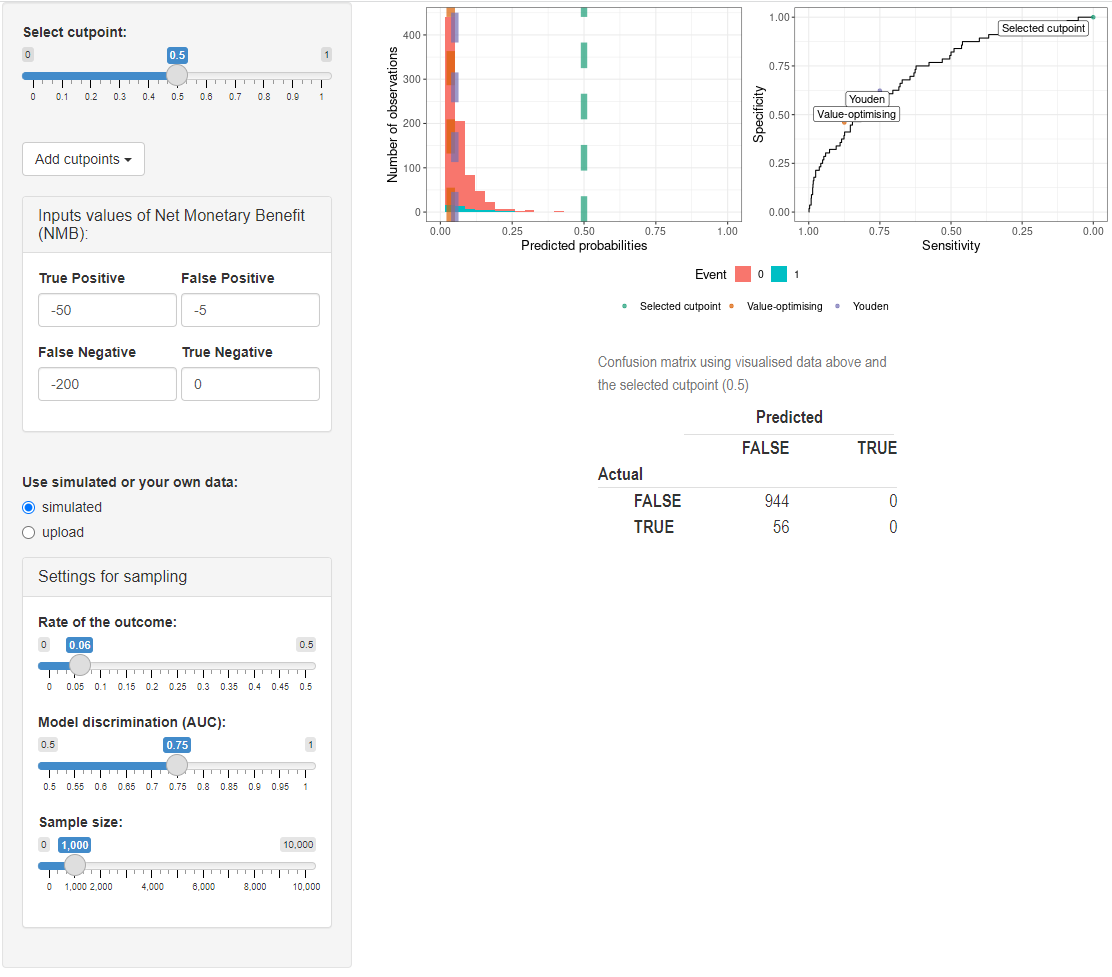 Select cutpoint:
0 0.5 1
0 0.1 0.2 0.3 0.4 0.5 0.6 0.7 0.8 0.9 1
Add cutpoints
Inputs values of Net Monetary Benefit
(NMB):
True Positive False Positive
-50 -5
False Negative True Negative
-200 0
Use simulated or your own data:
simulated
upload
Settings for sampling
Rate of the outcome:
0 0.06 0.5
0 0.05 0.1 0.15 0.2 0.25 0.3 0.35 0.4 0.45 0.5
Model discrimination (AUC):
0.5 0.75 1
0.5 0.55 0.6 0.65 0.7 0.75 0.8 0.85 0.9 0.95 1
Sample size:
0 1,000 10,000
0 1,000 2,000 4,000 6,000 8,000 10,000
Number of observations
400
300
200
100
0
0.00 0.25 0.50 0.75 1.00
Predicted probabilities
Specificity
1.00
0.75
0.50
0.25
0.00
Selected cutpoint
Youden
Value-optimising
1.00 0.75 0.50 0.25 0.00
Sensitivity
Event 0 1
Selected cutpoint Value-optimising Youden
Confusion matrix using visualised data above and
the selected cutpoint (0.5)
Predicted
FALSE TRUE
Actual
FALSE 944 0
TRUE 56 0